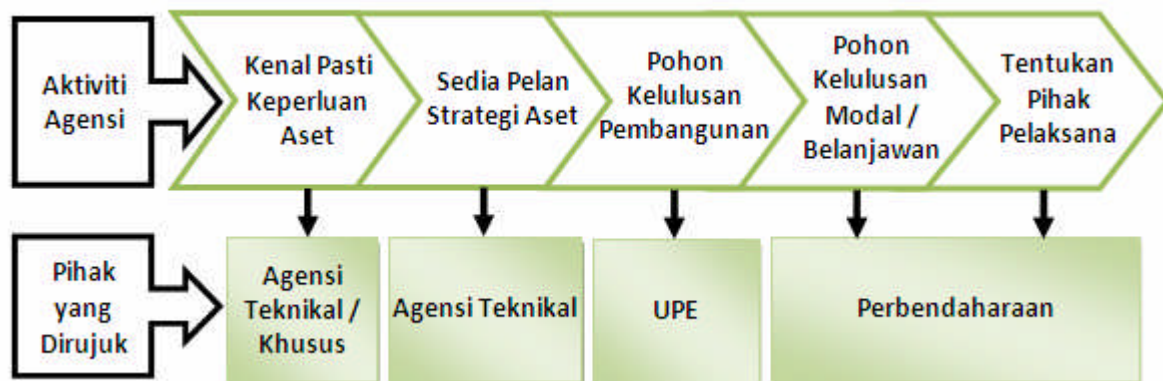 Aktiviti
Agensi
Kenal Pasti
Keperluan
Aset
Sedia Pelan
Strategi Aset
Pohon
Kelulusan
Pembangunan
Pohon
Kelulusan
Modal /
Belanjawan
Tentukan
Pihak
Pelaksana
Pihak
yang
Dirujuk
Agensi
Teknikal /
Khusus
Agensi Teknikal
UPE
Perbendaharaan